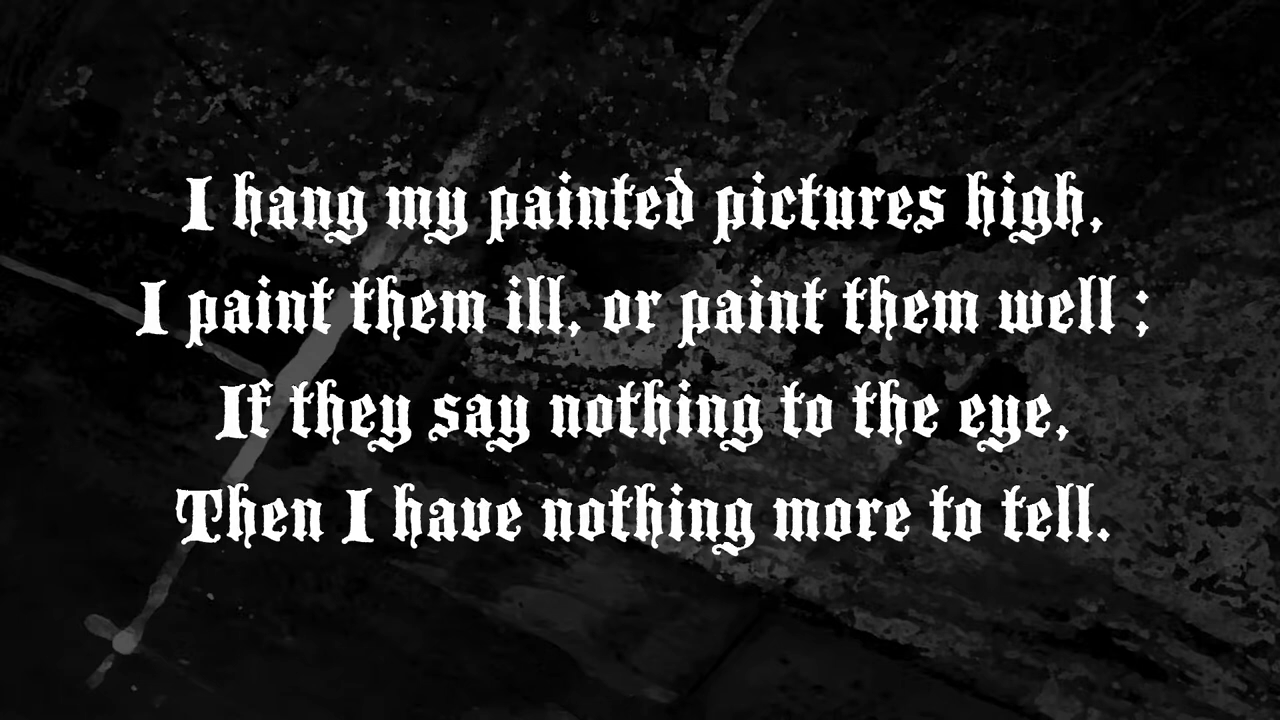 I hang my painted pictures high,
I paint them ill, or paint them well ;
If they say nothing to the eye,
Then I have nothing more to tell.